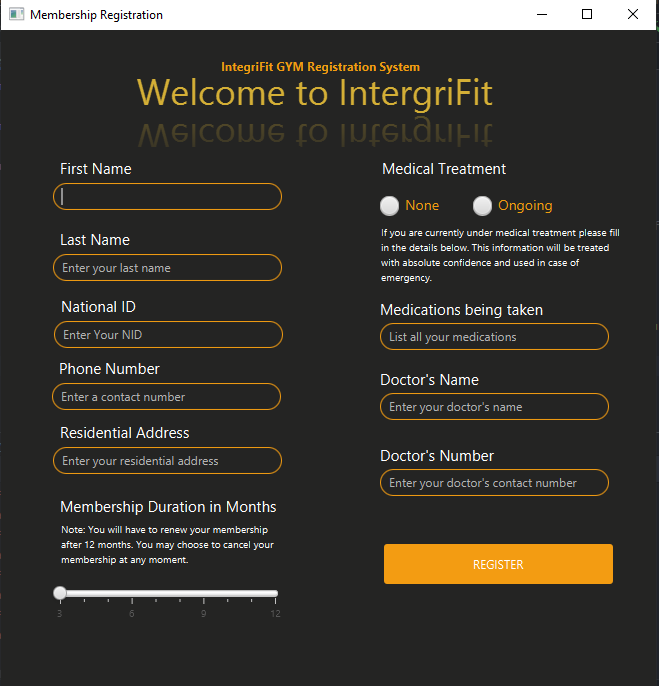 Membership Registration
IntegriFit GYM Registration System
Welcome to IntergriFit
Welcome to IntergriFit
First Name
Last Name
Enter your last name
National ID
Enter Your NID
Phone Number
Enter a contact number
Residential Address
Enter your residential address
Membership Duration in Months
Note: You will have to renew your membership
after 12 months. You may choose to cancel your
membership at any moment.
3 6 9 12
Medical Treatment
None Ongoing
If you are currently under medical treatment please fill
in the details below. This information will be treated
with absolute confidence and used in case of
emergency.
Medications being taken
List all your medications
Doctor's Name
Enter your doctor's name
Doctor's Number
Enter your doctor's contact number
REGISTER